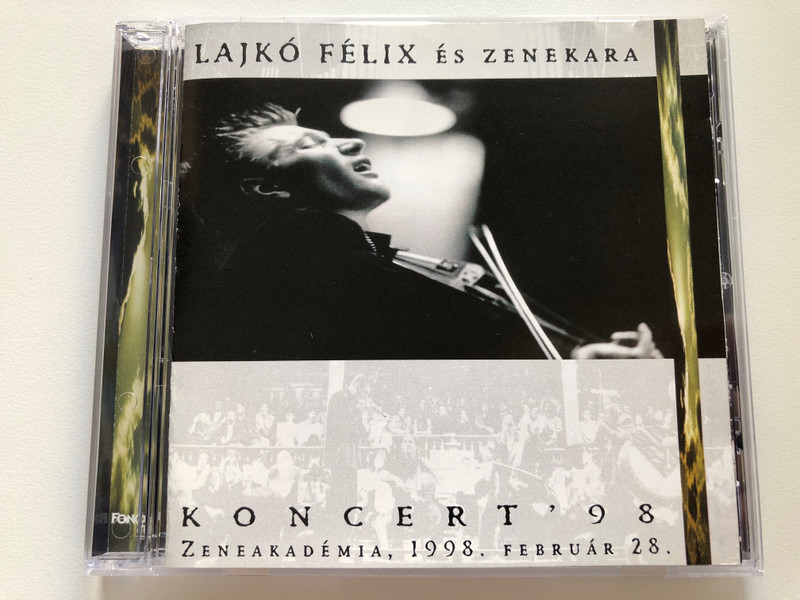 LAJKÓ FÉLIX ÉS ZENEKARA
KONCERT '98
ZENEAKADÉMIA, 1998. FEBRUÁR 28.